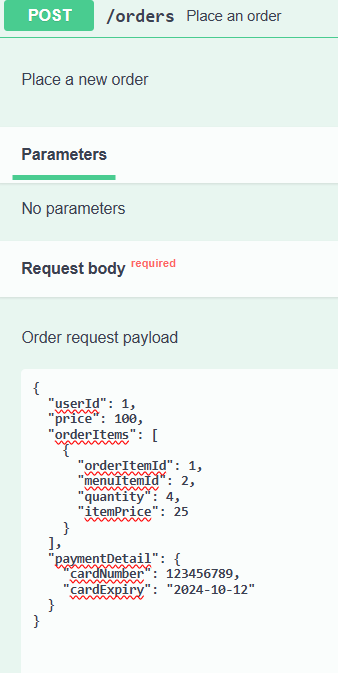 POST /orders Place an order
Place a new order
Parameters
No parameters
Request body required
Order request payload
{
  "userId": 1,
  "price": 100,
  "orderItems": [
    {
      "orderItemId": 1,
      "menuItemId": 2,
      "quantity": 4,
      "itemPrice": 25
    }
  ],
  "paymentDetail": {
    "cardNumber": 123456789,
    "cardExpiry": "2024-10-12"
  }
}